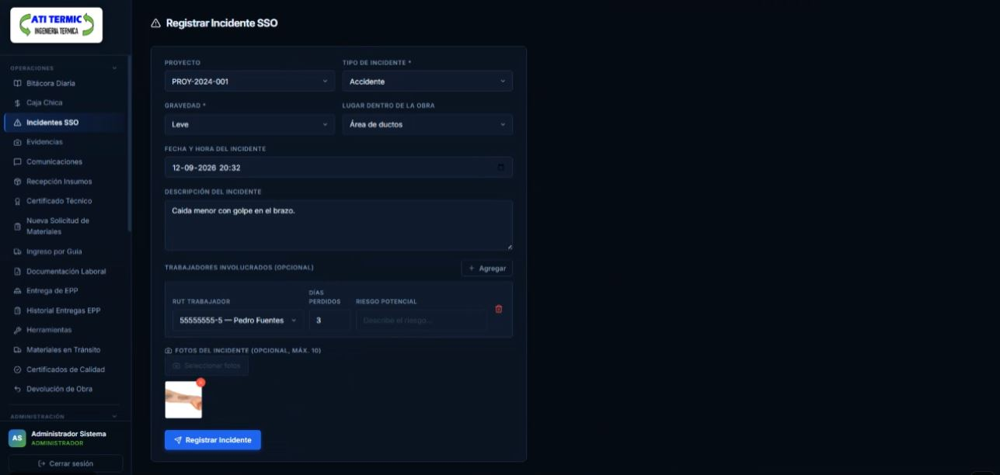 ATI TERMIC
INGENIERIA TERMICA
OPERACIONES
Bitácora Diaria
Caja Chica
Incidentes SSO
Evidencias
Comunicaciones
Recepción Insumos
Certificado Técnico
Nueva Solicitud de
Materiales
Ingreso por Guía
Documentación Laboral
Entrega de EPP
Historial Entregas EPP
Herramientas
Materiales en Tránsito
Certificados de Calidad
Devolución de Obra
ADMINISTRACIÓN
AS
Administrador Sistema
ADMINISTRADOR
Cerrar sesión
Registrar Incidente SSO
PROYECTO
TIPO DE INCIDENTE *
PROY-2024-001
Accidente
GRAVEDAD *
LUGAR DENTRO DE LA OBRA
Leve
Área de ductos
FECHA Y HORA DEL INCIDENTE
12-09-2026 20:32
DESCRIPCIÓN DEL INCIDENTE
Caida menor con golpe en el brazo.
TRABAJADORES INVOLUCRADOS (OPCIONAL)
+ Agregar
RUT TRABAJADOR
DÍAS
PERDIDOS
RIESGO POTENCIAL
55555555-5 — Pedro Fuentes
3
Describe el riesgo...
FOTOS DEL INCIDENTE (OPCIONAL, MÁX. 10)
Seleccionar fotos
Registrar Incidente